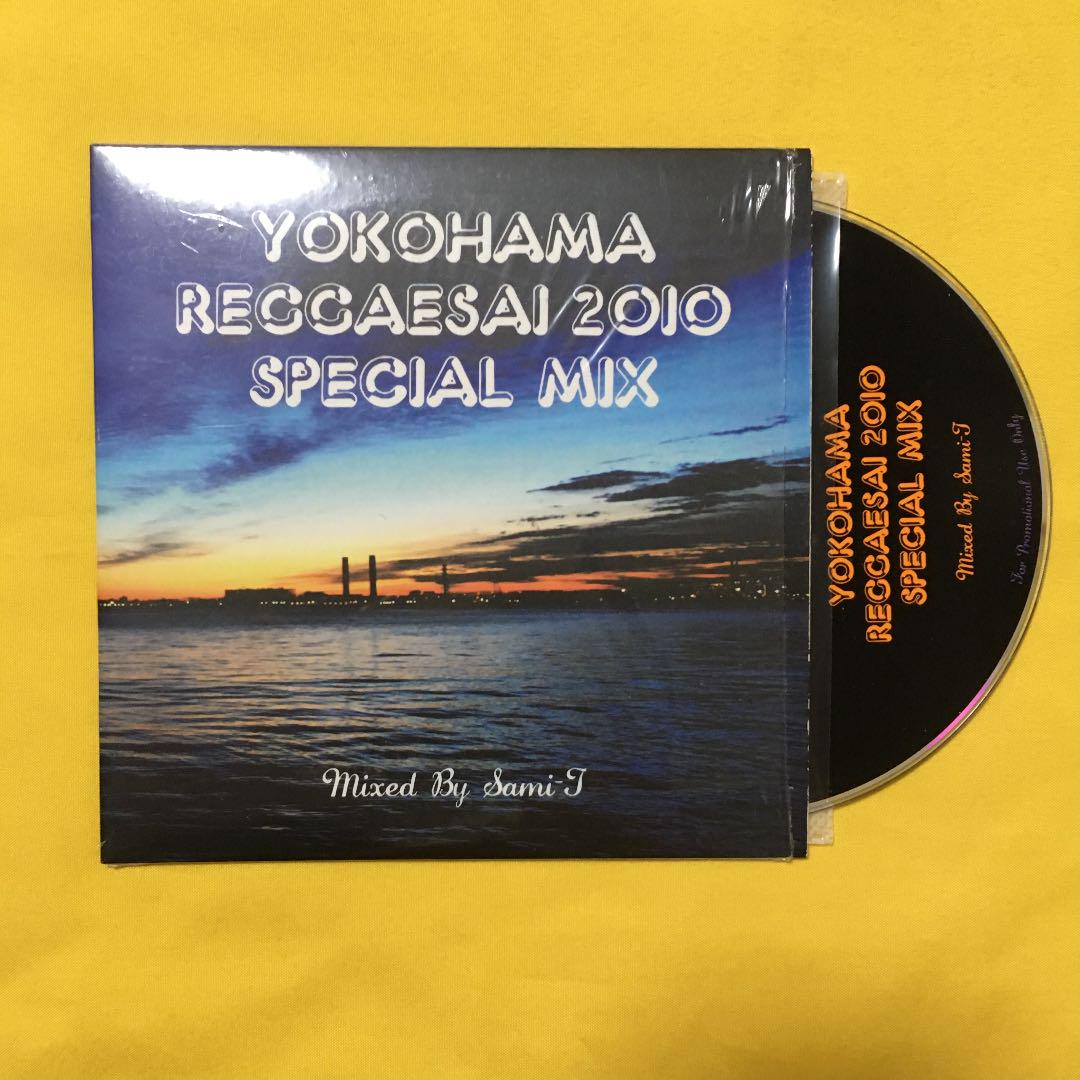 YOKOHAMA
REGGAESAI 2010
SPECIAL MIX
Mixed By Sami-T
YOKOHAMA
REGGAESAI 2010
SPECIAL MIX
Mixed By Sami-T
For Promotional Use Only